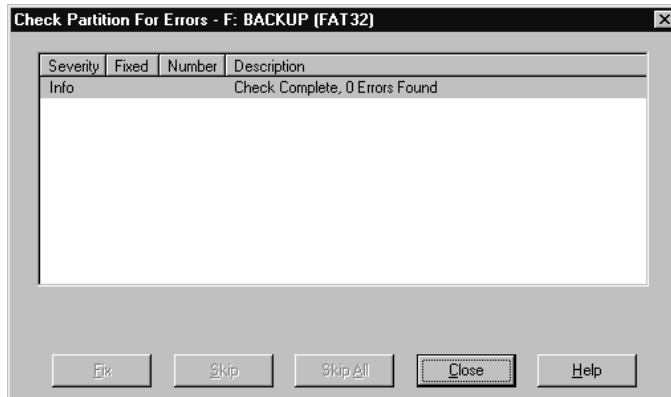 Check Partition For Errors - F: BACKUP (FAT32)
Severity Fixed Number Description
Info Check Complete, 0 Errors Found
Fix Skip Skip All Close Help